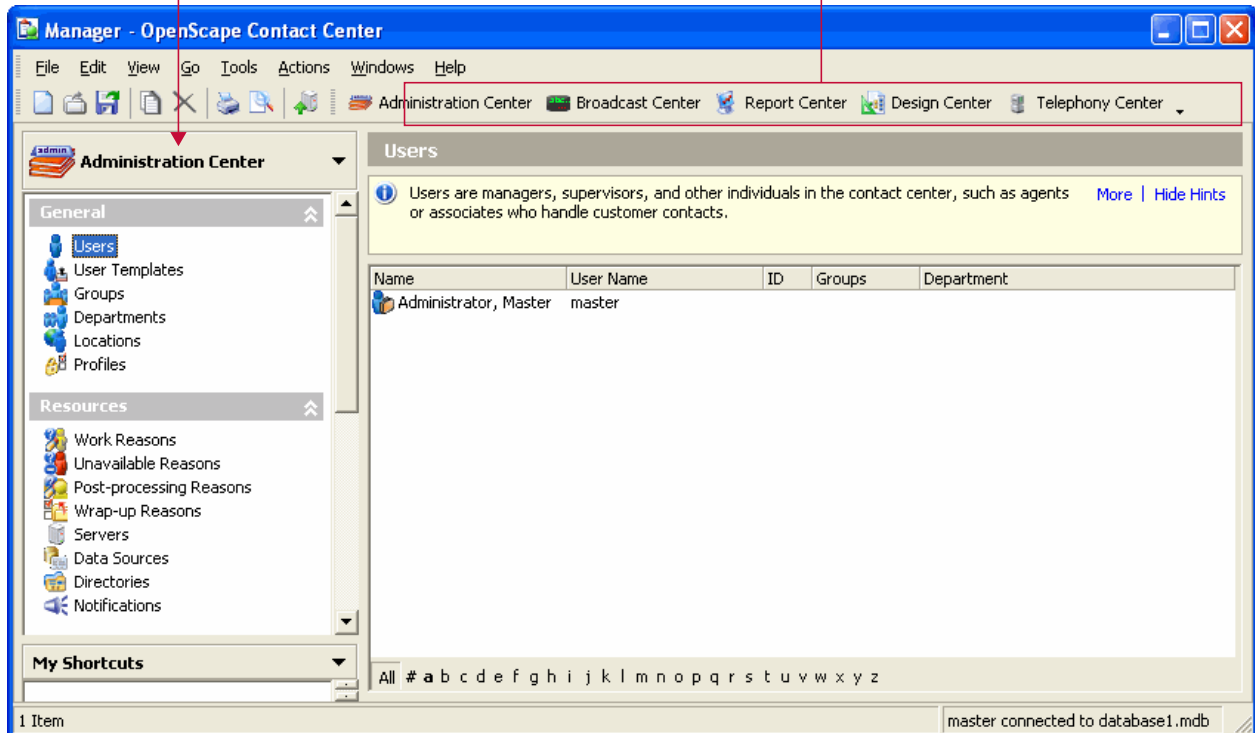 Manager - OpenScape Contact Center
File Edit View Go Tools Actions Windows Help
Administration Center Broadcast Center Report Center Design Center Telephony Center
admin
Administration Center
Users
Users are managers, supervisors, and other individuals in the contact center, such as agents More | Hide Hints
or associates who handle customer contacts.
General
Users
User Templates
Groups
Departments
Locations
Profiles
Name User Name ID Groups Department
Administrator, Master master
Resources
Work Reasons
Unavailable Reasons
Post-processing Reasons
Wrap-up Reasons
Servers
Data Sources
Directories
Notifications
My Shortcuts
All # a b c d e f g h i j k l m n o p q r s t u v w x y z
1 Item master connected to database1.mdb